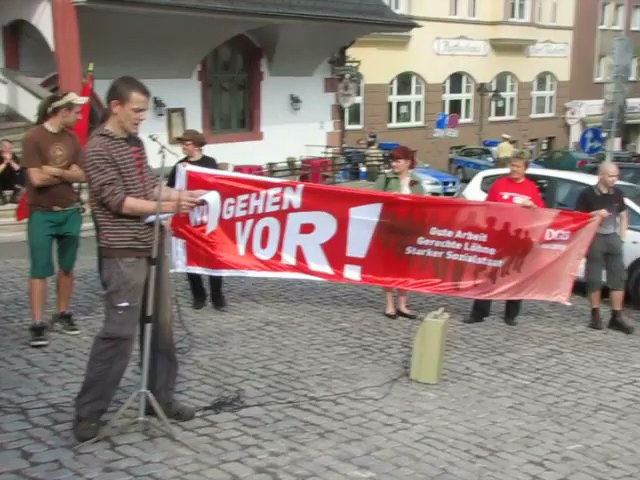 GEHEN
VOR!
Gute Arbeit
Gerechte Löhne
Starker Sozialstaat
DGB